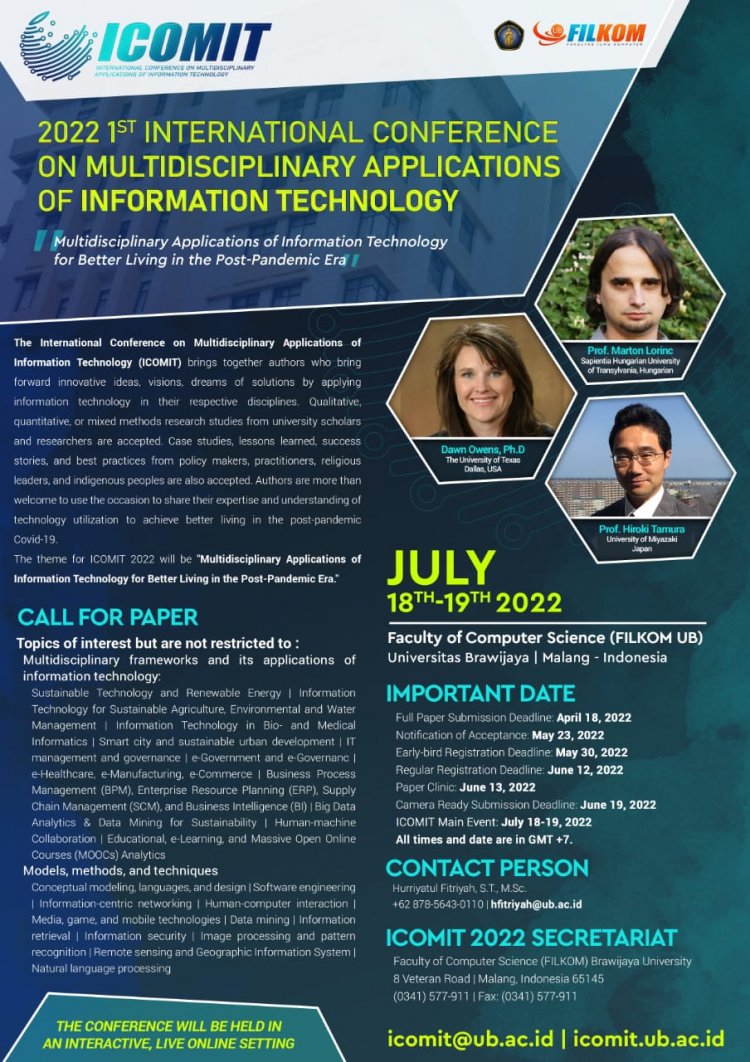 ICOMIT
INTERNATIONAL CONFERENCE ON MULTIDISCIPLINARY
APPLICATIONS OF INFORMATION TECHNOLOGY
UB FILKOM
FAKULTAS ILMU KOMPUTER
2022 1ST INTERNATIONAL CONFERENCE
ON MULTIDISCIPLINARY APPLICATIONS
OF INFORMATION TECHNOLOGY
"Multidisciplinary Applications of Information Technology
for Better Living in the Post-Pandemic Era"
Prof. Marton Lorinc
Sapientia Hungarian University
of Transylvania, Hungarian
Dawn Owens, Ph.D
The University of Texas
Dallas, USA
Prof. Hiroki Tamura
University of Miyazaki
Japan
The International Conference on Multidisciplinary Applications of
Information Technology (ICOMIT) brings together authors who bring
forward innovative ideas, visions, dreams of solutions by applying
information technology in their respective disciplines. Qualitative,
quantitative, or mixed methods research studies from university scholars
and researchers are accepted. Case studies, lessons learned, success
stories, and best practices from policy makers, practitioners, religious
leaders, and indigenous peoples are also accepted. Authors are more than
welcome to use the occasion to share their expertise and understanding of
technology utilization to achieve better living in the post-pandemic
Covid-19.
The theme for ICOMIT 2022 will be "Multidisciplinary Applications of
Information Technology for Better Living in the Post-Pandemic Era."
CALL FOR PAPER
Topics of interest but are not restricted to :
Multidisciplinary frameworks and its applications of
information technology:
Sustainable Technology and Renewable Energy | Information
Technology for Sustainable Agriculture, Environmental and Water
Management | Information Technology in Bio- and Medical
Informatics | Smart city and sustainable urban development | IT
management and governance | e-Government and e-Governanc |
e-Healthcare, e-Manufacturing, e-Commerce | Business Process
Management (BPM), Enterprise Resource Planning (ERP), Supply
Chain Management (SCM), and Business Intelligence (BI) | Big Data
Analytics & Data Mining for Sustainability | Human-machine
Collaboration | Educational, e-Learning, and Massive Open Online
Courses (MOOCs) Analytics
Models, methods, and techniques
Conceptual modeling, languages, and design | Software engineering
| Information-centric networking | Human-computer interaction |
Media, game, and mobile technologies | Data mining | Information
retrieval | Information security | Image processing and pattern
recognition | Remote sensing and Geographic Information System |
Natural language processing
THE CONFERENCE WILL BE HELD IN
AN INTERACTIVE, LIVE ONLINE SETTING
JULY
18TH-19TH 2022
Faculty of Computer Science (FILKOM UB)
Universitas Brawijaya | Malang - Indonesia
IMPORTANT DATE
Full Paper Submission Deadline: April 18, 2022
Notification of Acceptance: May 23, 2022
Early-bird Registration Deadline: May 30, 2022
Regular Registration Deadline: June 12, 2022
Paper Clinic: June 13, 2022
Camera Ready Submission Deadline: June 19, 2022
ICOMIT Main Event: July 18-19, 2022
All times and date are in GMT +7.
CONTACT PERSON
Hurriyatul Fitriyah, S.T., M.Sc.
+62 878-5643-0110 | hfitriyah@ub.ac.id
ICOMIT 2022 SECRETARIAT
Faculty of Computer Science (FILKOM) Brawijaya University
8 Veteran Road | Malang, Indonesia 65145
(0341) 577-911 | Fax: (0341) 577-911
icomit@ub.ac.id | icomit.ub.ac.id